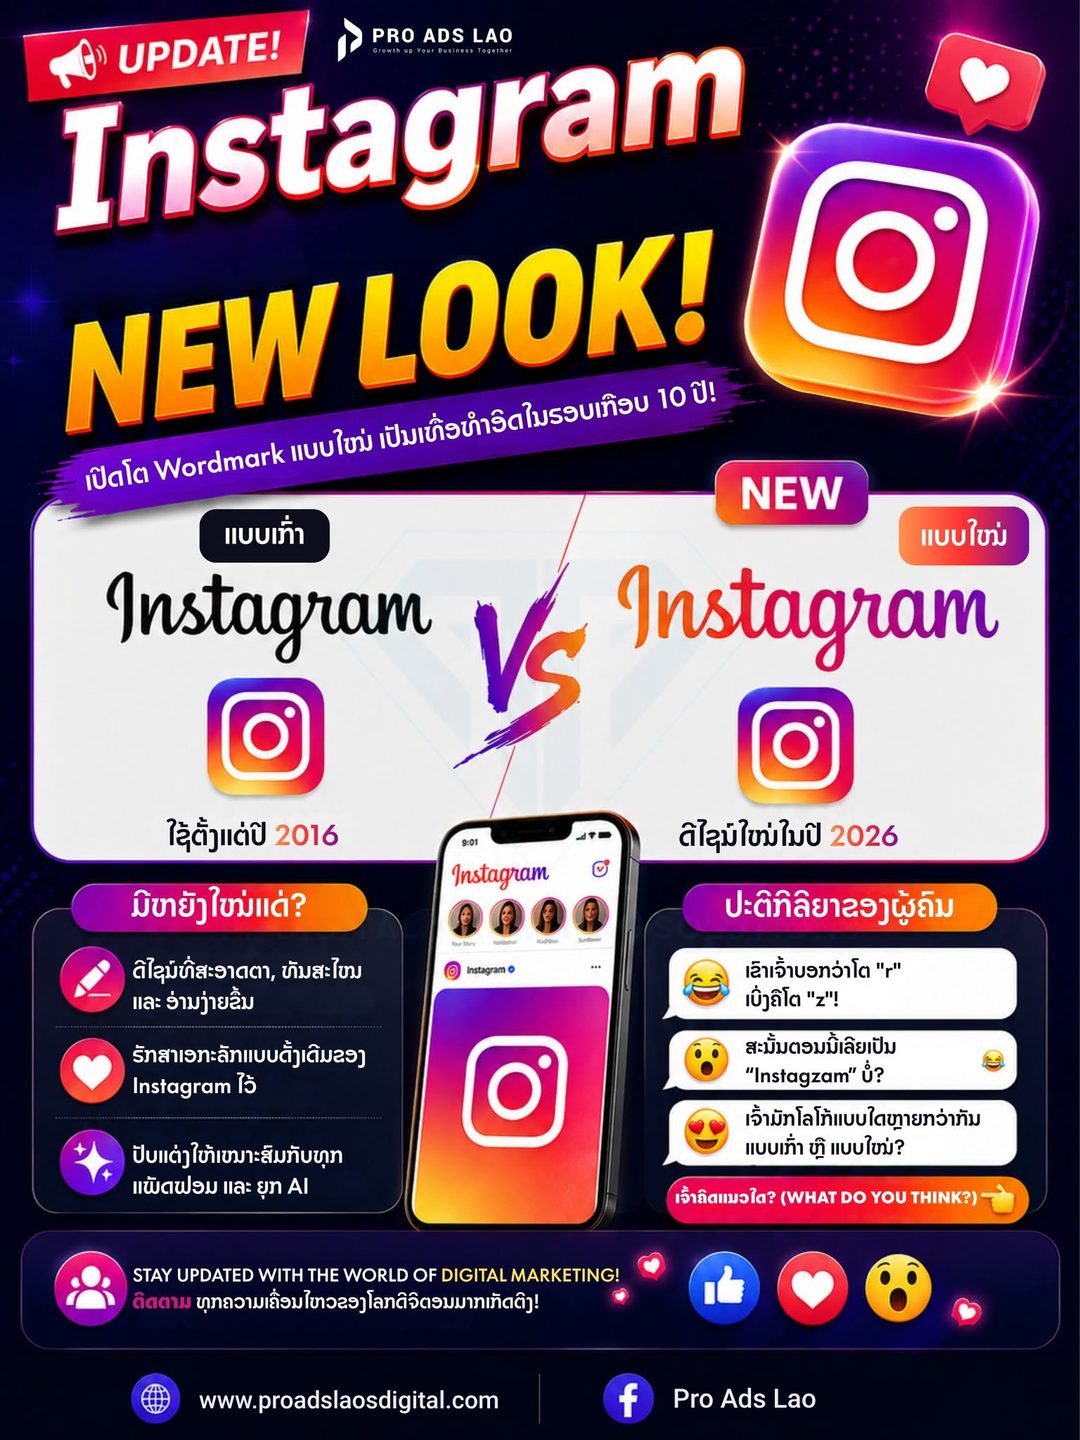 UPDATE!
PRO ADS LAO
Growth up Your Business Together
Instagram
NEW LOOK!
ເປີດໂຕ Wordmark ແບບໃໝ່ ເປັນເທື່ອທຳອິດໃນຮອບເກືອບ 10 ປີ!
NEW
ແບບເກົ່າ
ແບບໃໝ່
Instagram
VS
Instagram
ໃຊ້ຕັ້ງແຕ່ປີ 2016
ດີໄຊນ໌ໃໝ່ໃນປີ 2026
9:01
Instagram
Your Story
Sunflower
Instagram
ມີຫຍັງໃໝ່ແດ່?
ດີໄຊນ໌ທີ່ສະອາດຕາ, ທັນສະໄໝ
ແລະ ອ່ານງ່າຍຂຶ້ນ
ຮັກສາເອກະລັກແບບດັ້ງເດີມຂອງ
Instagram ໄວ້
ປັບແຕ່ງໃຫ້ເໝາະສົມກັບທຸກ
ແພັດຟອມ ແລະ ຍຸກ AI
ປະຕິກິລິຍາຂອງຜູ້ຄົນ
ເຂົາເຈົ້າບອກວ່າໂຕ "r"
ເບິ່ງຄືໂຕ "z"!
ສະນັ້ນຕອນນີ້ເລີຍເປັນ
“Instagzam” ບໍ່?
ເຈົ້າມັກໂລໂກ້ແບບໃດຫຼາຍກວ່າກັນ
ແບບເກົ່າ ຫຼື ແບບໃໝ່?
ເຈົ້າຄິດແນວໃດ? (WHAT DO YOU THINK?)
STAY UPDATED WITH THE WORLD OF DIGITAL MARKETING!
ຕິດຕາມ ທຸກຄວາມເຄື່ອນໄຫວຂອງໂລກດິຈິຕອນມາເກັດຕິງ!
www.proadslaosdigital.com
Pro Ads Lao